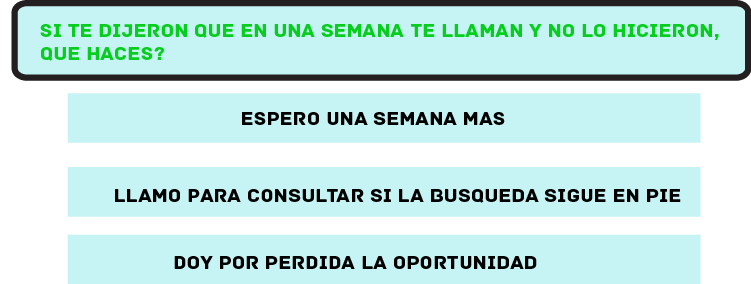 SI TE DIJERON QUE EN UNA SEMANA TE LLAMAN Y NO LO HICIERON,
QUE HACES?
ESPERO UNA SEMANA MAS
LLAMO PARA CONSULTAR SI LA BUSQUEDA SIGUE EN PIE
DOY POR PERDIDA LA OPORTUNIDAD